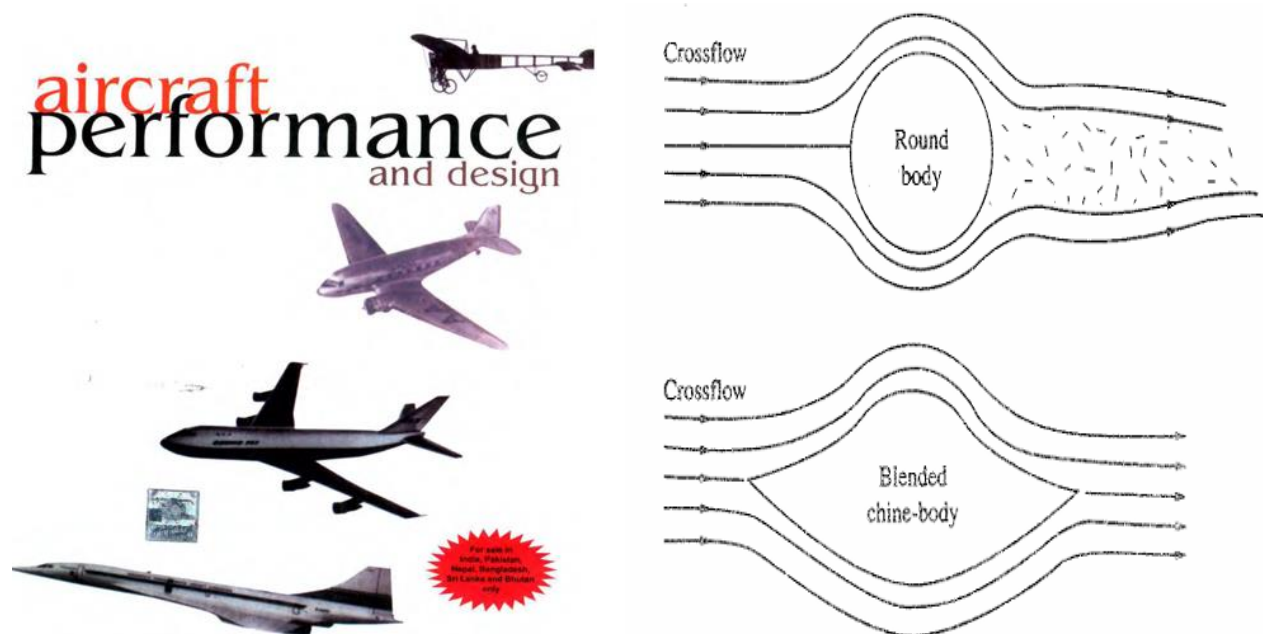 aircraft
performance
and design
For sale in
India, Pakistan,
Nepal, Bangladesh,
Sri Lanka and Bhutan
only
Crossflow
Round
body
Crossflow
Blended
chine-body